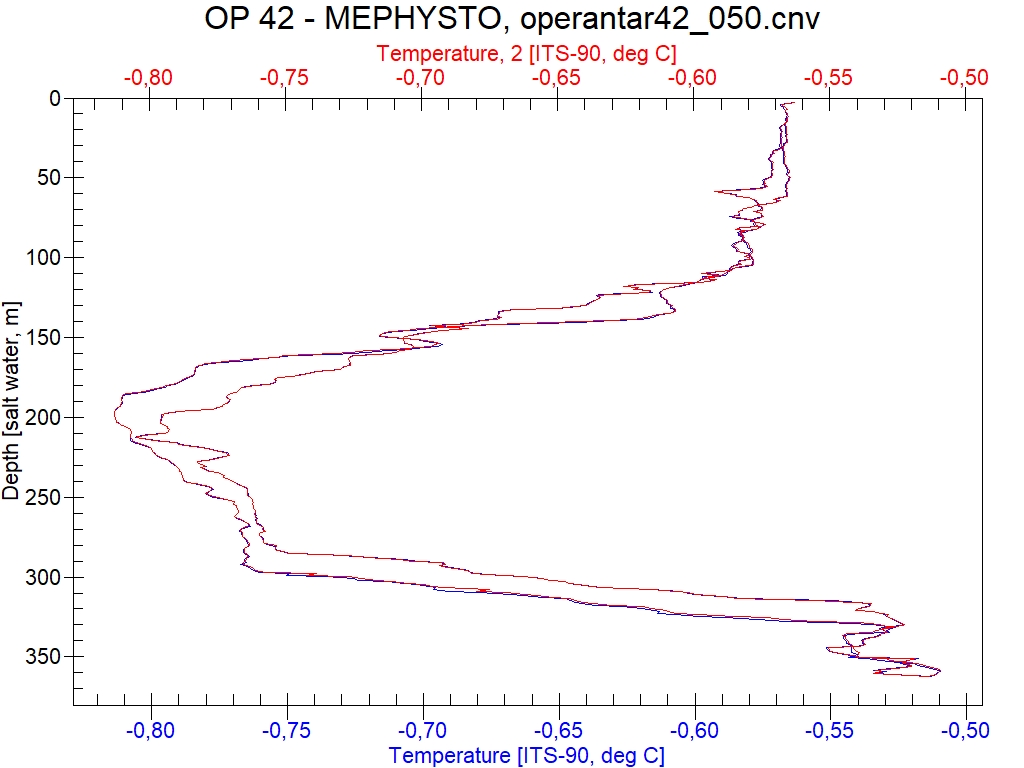 OP 42 - MEPHYSTO, operantar42_050.cnv
Temperature, 2 [ITS-90, deg C]
-0,80 -0,75 -0,70 -0,65 -0,60 -0,55 -0,50
0
50
100
150
200
250
300
350
Depth [salt water, m]
-0,80 -0,75 -0,70 -0,65 -0,60 -0,55 -0,50
Temperature [ITS-90, deg C]